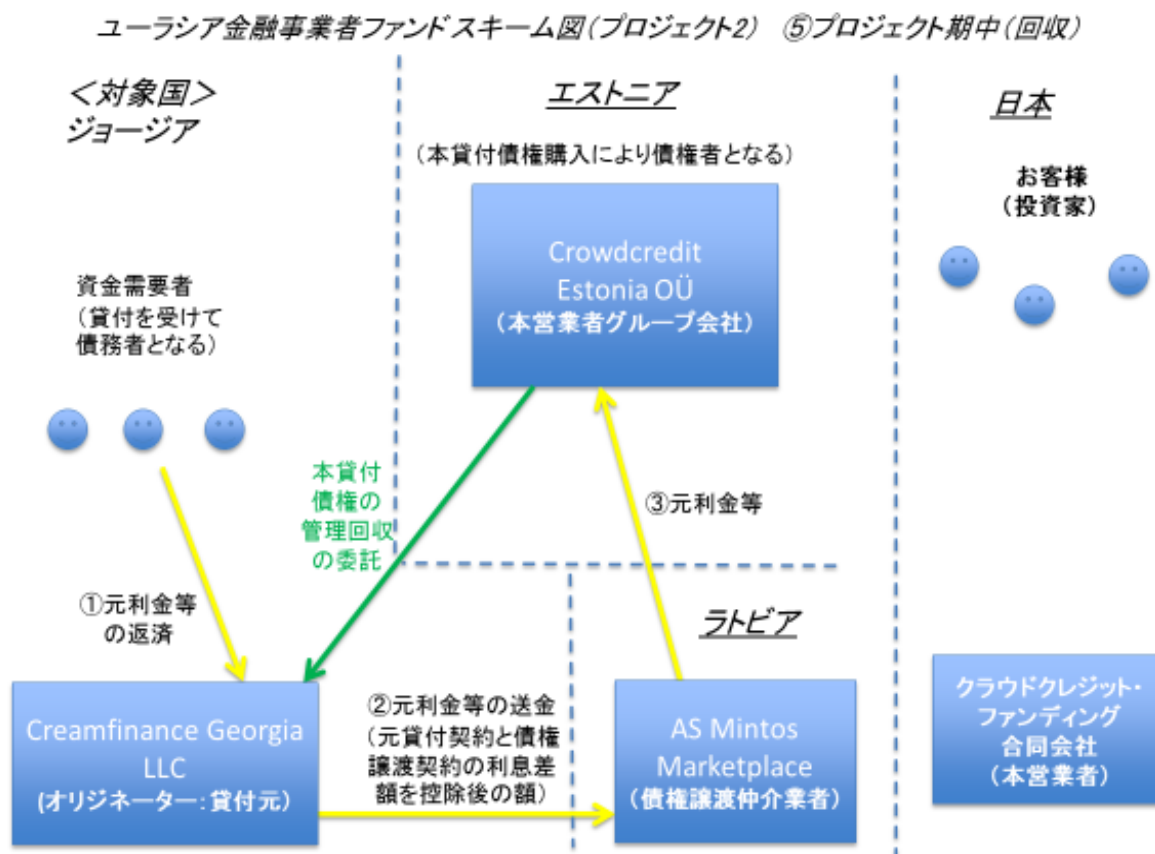 ユーラシア金融事業者ファンドスキーム図(プロジェクト2) ⑤プロジェクト期中(回収)
＜対象国＞
ジョージア
エストニア
日本
(本貸付債権購入により債権者となる)
お客様
(投資家)
Crowdcredit
Estonia OÜ
(本営業者グループ会社)
資金需要者
(貸付を受けて
債務者となる)
本貸付
債権の
管理回収
の委託
③元利金等
①元利金等
の返済
ラトビア
Creamfinance Georgia
LLC
(オリジネーター：貸付元)
②元利金等の送金
(元貸付契約と債権
譲渡契約の利息差
額を控除後の額)
AS Mintos
Marketplace
(債権譲渡仲介業者)
クラウドクレジット・
ファンディング
合同会社
(本営業者)